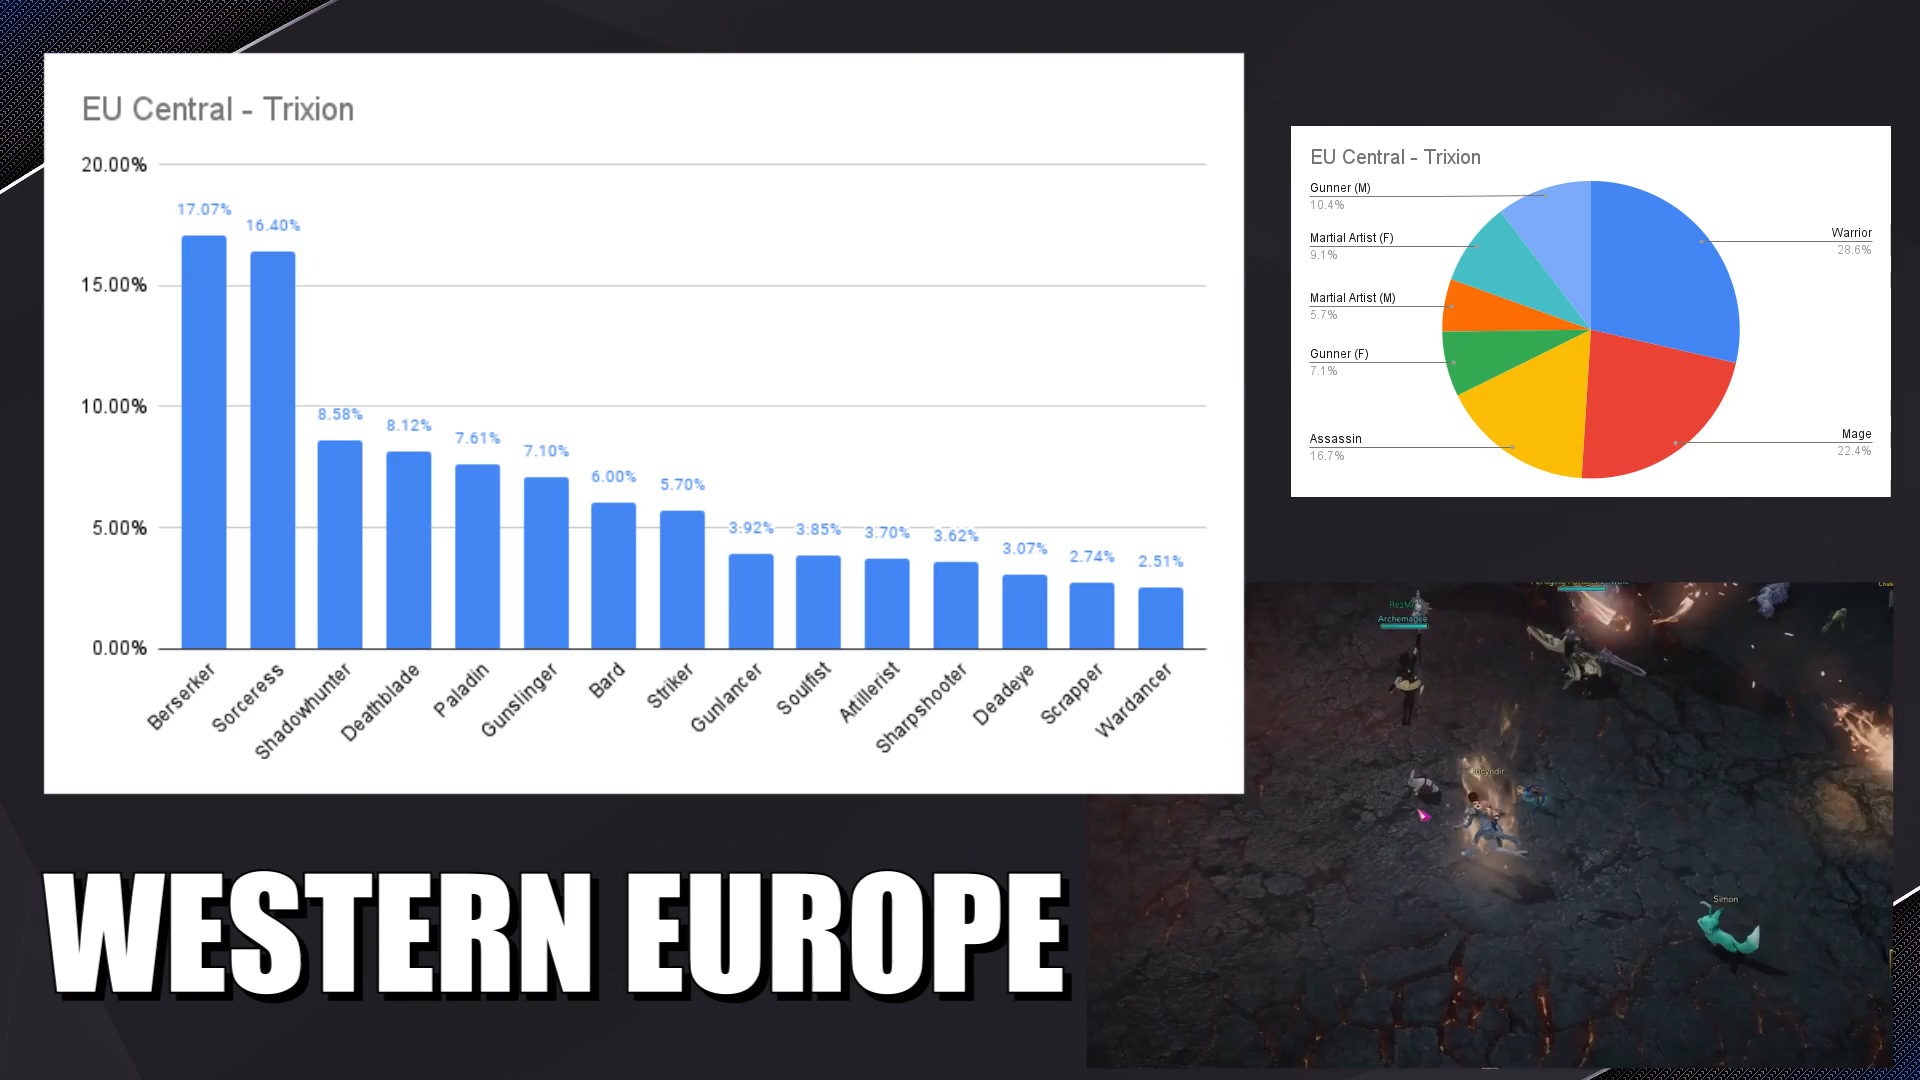 EU Central - Trixion
20.00%
15.00%
10.00%
5.00%
0.00%
17.07%
16.40%
8.58%
8.12%
7.61%
7.10%
6.00%
5.70%
3.92%
3.85%
3.70%
3.62%
3.07%
2.74%
2.51%
Berserker
Sorceress
Shadowhunter
Deathblade
Paladin
Gunslinger
Bard
Striker
Gunlancer
Soulfist
Artillerist
Sharpshooter
Deadeye
Scrapper
Wardancer
EU Central - Trixion
Gunner (M)
10.4%
Martial Artist (F)
9.1%
Martial Artist (M)
5.7%
Gunner (F)
7.1%
Assassin
16.7%
Warrior
28.6%
Mage
22.4%
Archemagee
Simon
WESTERN EUROPE